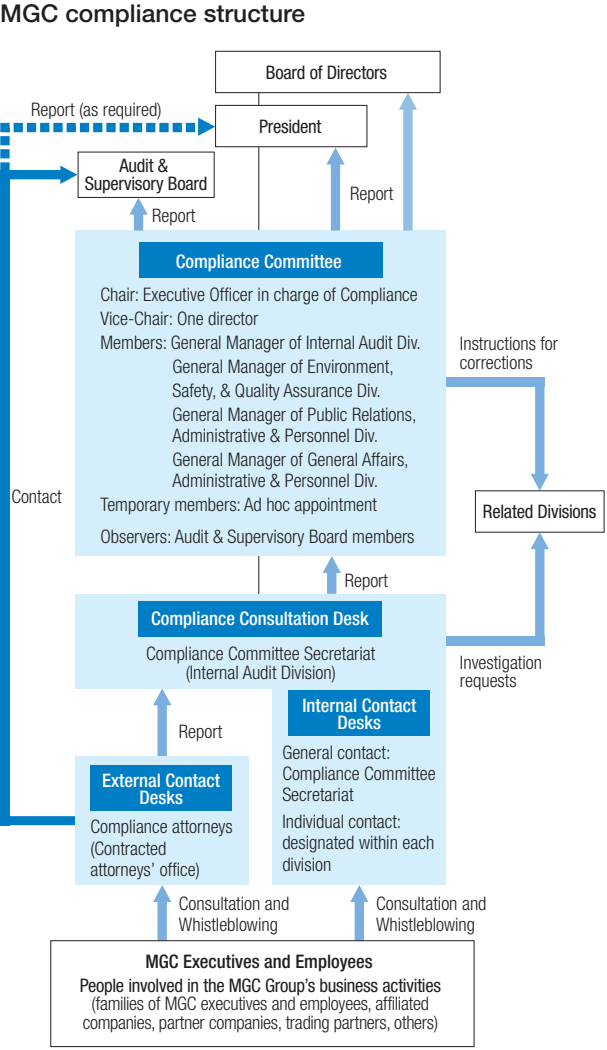 MGC compliance structure
Board of Directors
Report (as required)
President
Audit &
Supervisory Board
Report
Report
Compliance Committee
Chair: Executive Officer in charge of Compliance
Vice-Chair: One director
Members: General Manager of Internal Audit Div.
General Manager of Environment,
Safety, & Quality Assurance Div.
General Manager of Public Relations,
Administrative & Personnel Div.
General Manager of General Affairs,
Administrative & Personnel Div.
Temporary members: Ad hoc appointment
Observers: Audit & Supervisory Board members
Instructions for
corrections
Contact
Related Divisions
Report
Compliance Consultation Desk
Compliance Committee Secretariat
(Internal Audit Division)
Investigation
requests
Report
Internal Contact
Desks
General contact:
Compliance Committee
Secretariat
Individual contact:
designated within each
division
External Contact
Desks
Compliance attorneys
(Contracted
attorneys’ office)
Consultation and
Whistleblowing
Consultation and
Whistleblowing
MGC Executives and Employees
People involved in the MGC Group’s business activities
(families of MGC executives and employees, affiliated
companies, partner companies, trading partners, others)